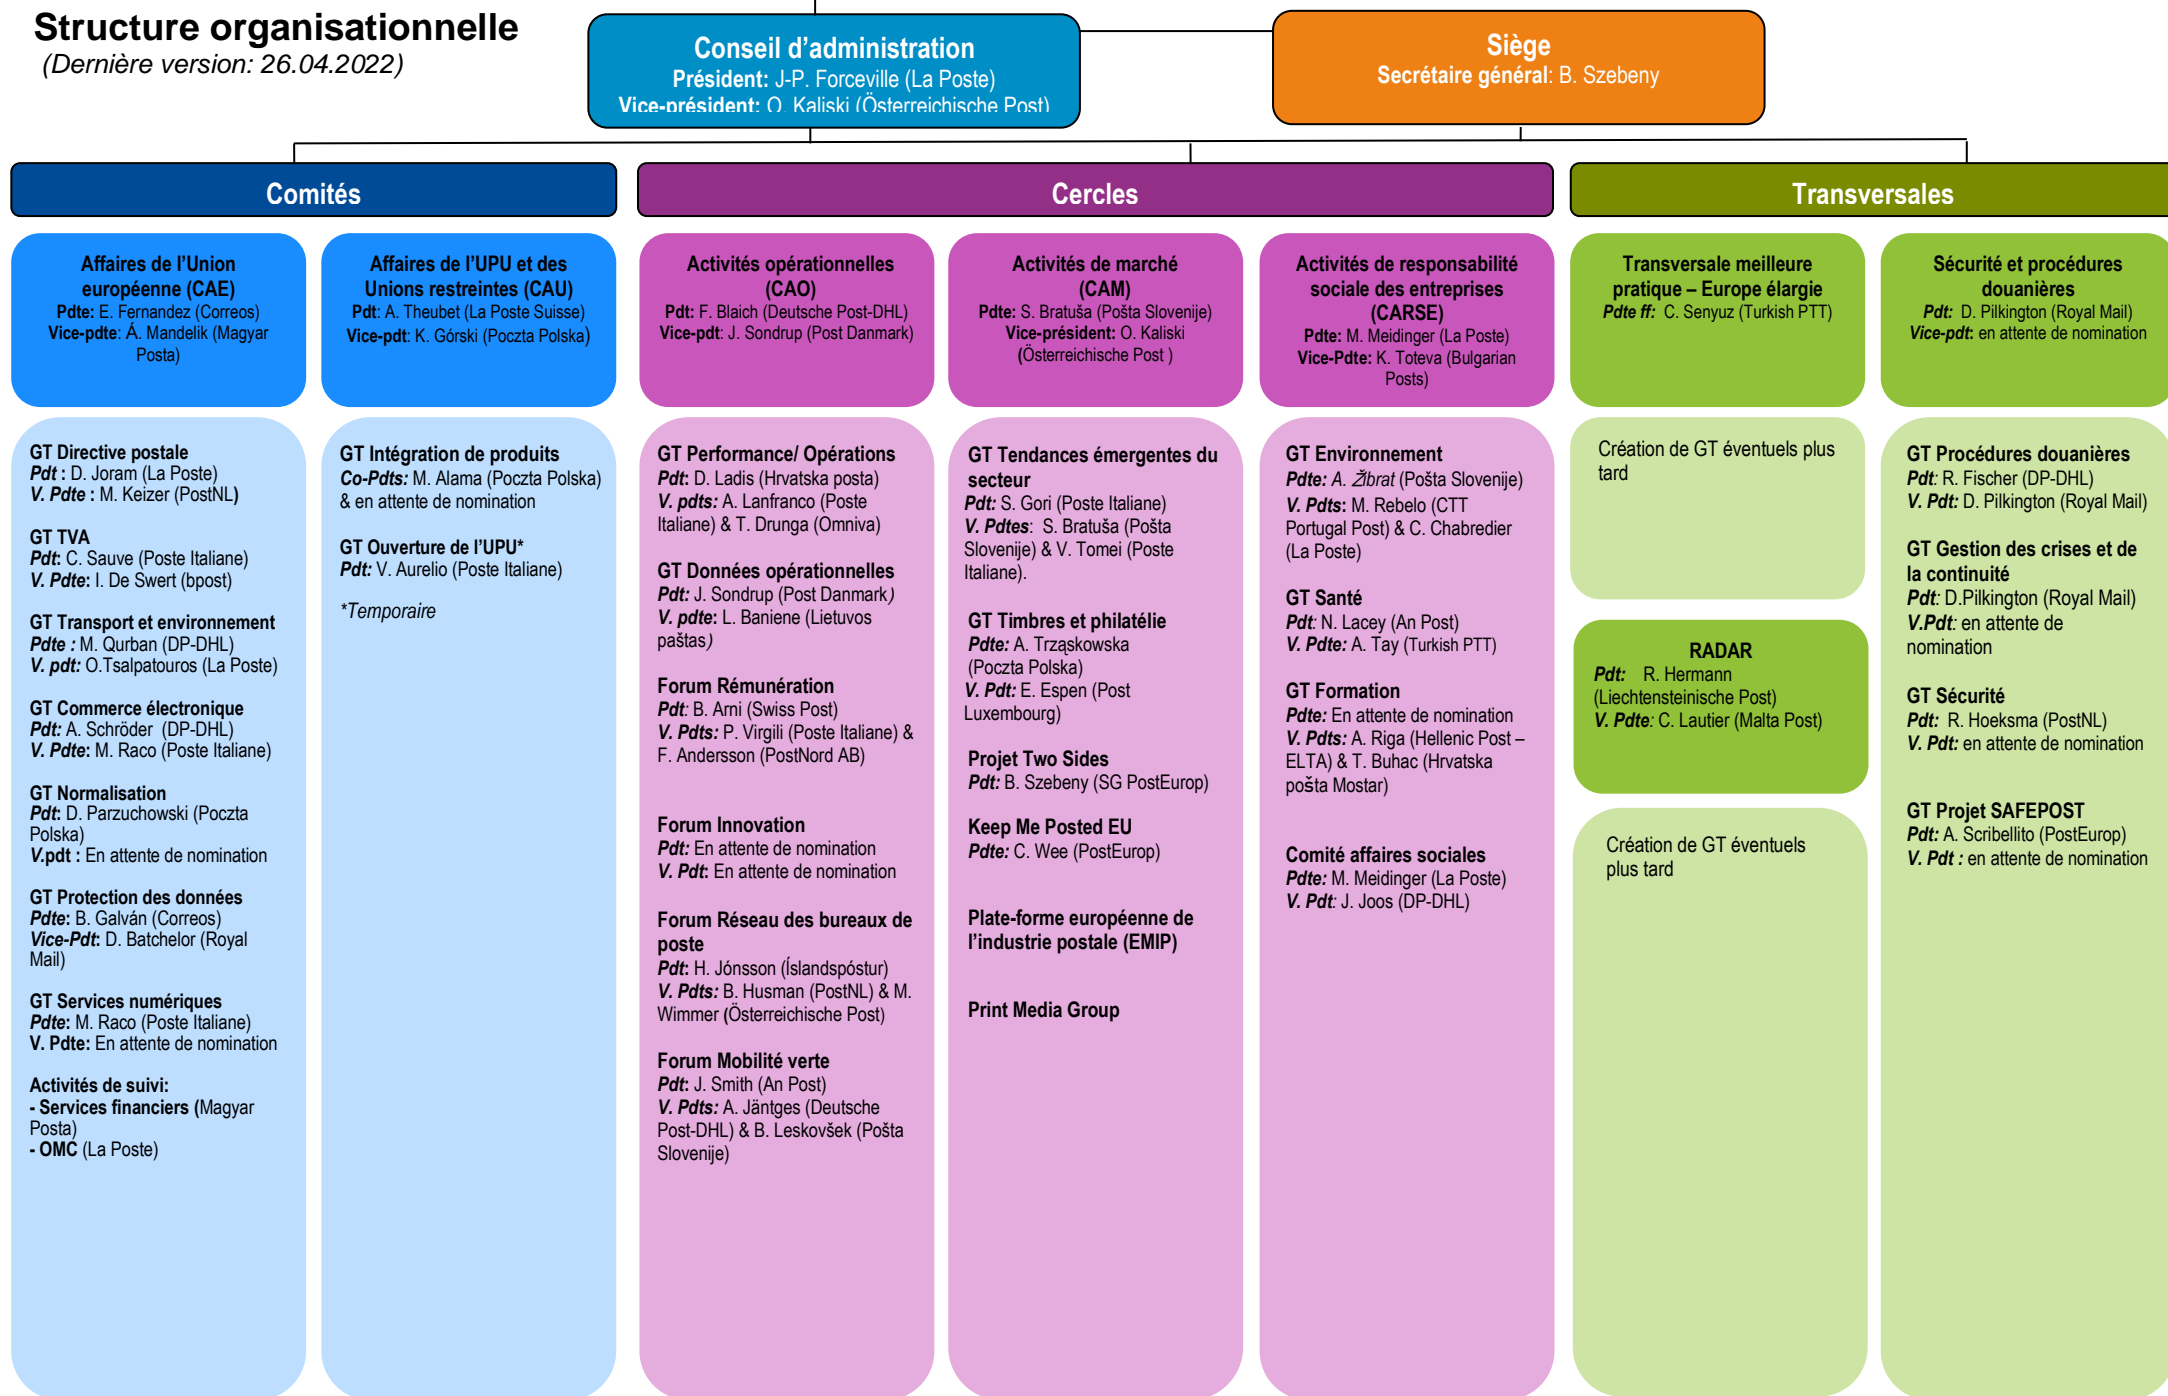 Structure organisationnelle
(Dernière version: 26.04.2022)
Conseil d’administration
Président: J-P. Forceville (La Poste)
Vice-président: O. Kaliski (Österreichische Post)
Siège
Secrétaire général: B. Szebeny
Comités
Cercles
Transversales
Affaires de l’Union
européenne (CAE)
Pdte: E. Fernandez (Correos)
Vice-pdte: Á. Mandelik (Magyar
Posta)
Affaires de l’UPU et des
Unions restreintes (CAU)
Pdt: A. Theubet (La Poste Suisse)
Vice-pdt: K. Górski (Poczta Polska)
Activités opérationnelles
(CAO)
Pdt: F. Blaich (Deutsche Post-DHL)
Vice-pdt: J. Sondrup (Post Danmark)
Activités de marché
(CAM)
Pdte: S. Bratuša (Pošta Slovenije)
Vice-président: O. Kaliski
(Österreichische Post )
Activités de responsabilité
sociale des entreprises
(CARSE)
Pdte: M. Meidinger (La Poste)
Vice-Pdte: K. Toteva (Bulgarian
Posts)
Transversale meilleure
pratique – Europe élargie
Pdte ff: C. Senyuz (Turkish PTT)
Sécurité et procédures
douanières
Pdt: D. Pilkington (Royal Mail)
Vice-pdt: en attente de nomination
GT Directive postale
Pdt : D. Joram (La Poste)
V. Pdte : M. Keizer (PostNL)
GT TVA
Pdt: C. Sauve (Poste Italiane)
V. Pdte: I. De Swert (bpost)
GT Transport et environnement
Pdte : M. Qurban (DP-DHL)
V. pdt: O.Tsalpatouros (La Poste)
GT Commerce électronique
Pdt: A. Schröder (DP-DHL)
V. Pdte: M. Raco (Poste Italiane)
GT Normalisation
Pdt: D. Parzuchowski (Poczta
Polska)
V.pdt : En attente de nomination
GT Protection des données
Pdte: B. Galván (Correos)
Vice-Pdt: D. Batchelor (Royal
Mail)
GT Services numériques
Pdte: M. Raco (Poste Italiane)
V. Pdte: En attente de nomination
Activités de suivi:
- Services financiers (Magyar
Posta)
- OMC (La Poste)
GT Intégration de produits
Co-Pdts: M. Alama (Poczta Polska)
& en attente de nomination
GT Ouverture de l’UPU*
Pdt: V. Aurelio (Poste Italiane)
*Temporaire
GT Performance/ Opérations
Pdt: D. Ladis (Hrvatska posta)
V. pdts: A. Lanfranco (Poste
Italiane) & T. Drunga (Omniva)
GT Données opérationnelles
Pdt: J. Sondrup (Post Danmark)
V. pdte: L. Baniene (Lietuvos
paštas)
Forum Rémunération
Pdt: B. Arni (Swiss Post)
V. Pdts: P. Virgili (Poste Italiane) &
F. Andersson (PostNord AB)
Forum Innovation
Pdt: En attente de nomination
V. Pdt: En attente de nomination
Forum Réseau des bureaux de
poste
Pdt: H. Jónsson (Íslandspóstur)
V. Pdts: B. Husman (PostNL) & M.
Wimmer (Österreichische Post)
Forum Mobilité verte
Pdt: J. Smith (An Post)
V. Pdts: A. Jäntges (Deutsche
Post-DHL) & B. Leskovšek (Pošta
Slovenije)
GT Tendances émergentes du
secteur
Pdt: S. Gori (Poste Italiane)
V. Pdtes: S. Bratuša (Pošta
Slovenije) & V. Tomei (Poste
Italiane).
GT Timbres et philatélie
Pdte: A. Trząskowska
(Poczta Polska)
V. Pdt: E. Espen (Post
Luxembourg)
Projet Two Sides
Pdt: B. Szebeny (SG PostEurop)
Keep Me Posted EU
Pdte: C. Wee (PostEurop)
Plate-forme européenne de
l’industrie postale (EMIP)
Print Media Group
GT Environnement
Pdte: A. Žibrat (Pošta Slovenije)
V. Pdts: M. Rebelo (CTT
Portugal Post) & C. Chabredier
(La Poste)
GT Santé
Pdt: N. Lacey (An Post)
V. Pdte: A. Tay (Turkish PTT)
GT Formation
Pdte: En attente de nomination
V. Pdts: A. Riga (Hellenic Post –
ELTA) & T. Buhac (Hrvatska
pošta Mostar)
Comité affaires sociales
Pdte: M. Meidinger (La Poste)
V. Pdt: J. Joos (DP-DHL)
Création de GT éventuels plus
tard
RADAR
Pdt: R. Hermann
(Liechtensteinische Post)
V. Pdte: C. Lautier (Malta Post)
Création de GT éventuels
plus tard
GT Procédures douanières
Pdt: R. Fischer (DP-DHL)
V. Pdt: D. Pilkington (Royal Mail)
GT Gestion des crises et de
la continuité
Pdt: D.Pilkington (Royal Mail)
V.Pdt: en attente de
nomination
GT Sécurité
Pdt: R. Hoeksma (PostNL)
V. Pdt: en attente de nomination
GT Projet SAFEPOST
Pdt: A. Scribellito (PostEurop)
V. Pdt : en attente de nomination